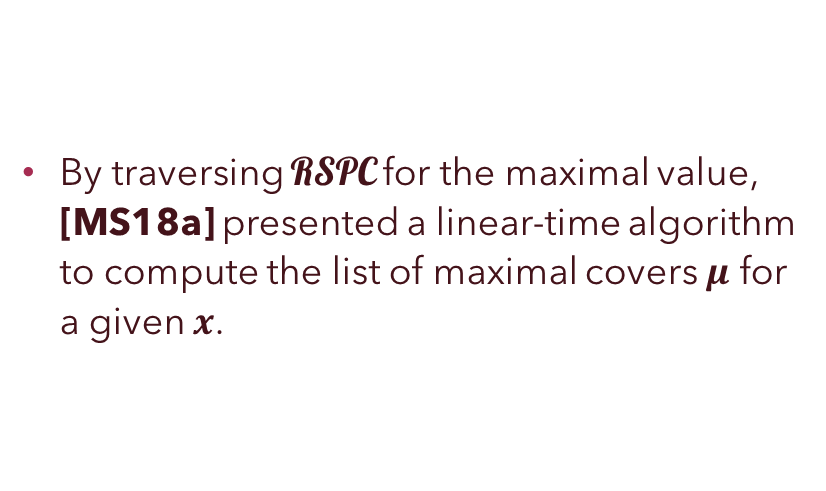 • By traversing 𝓡𝓢𝓟𝓒 for the maximal value,
[MS18a] presented a linear-time algorithm
to compute the list of maximal covers μ for
a given x.